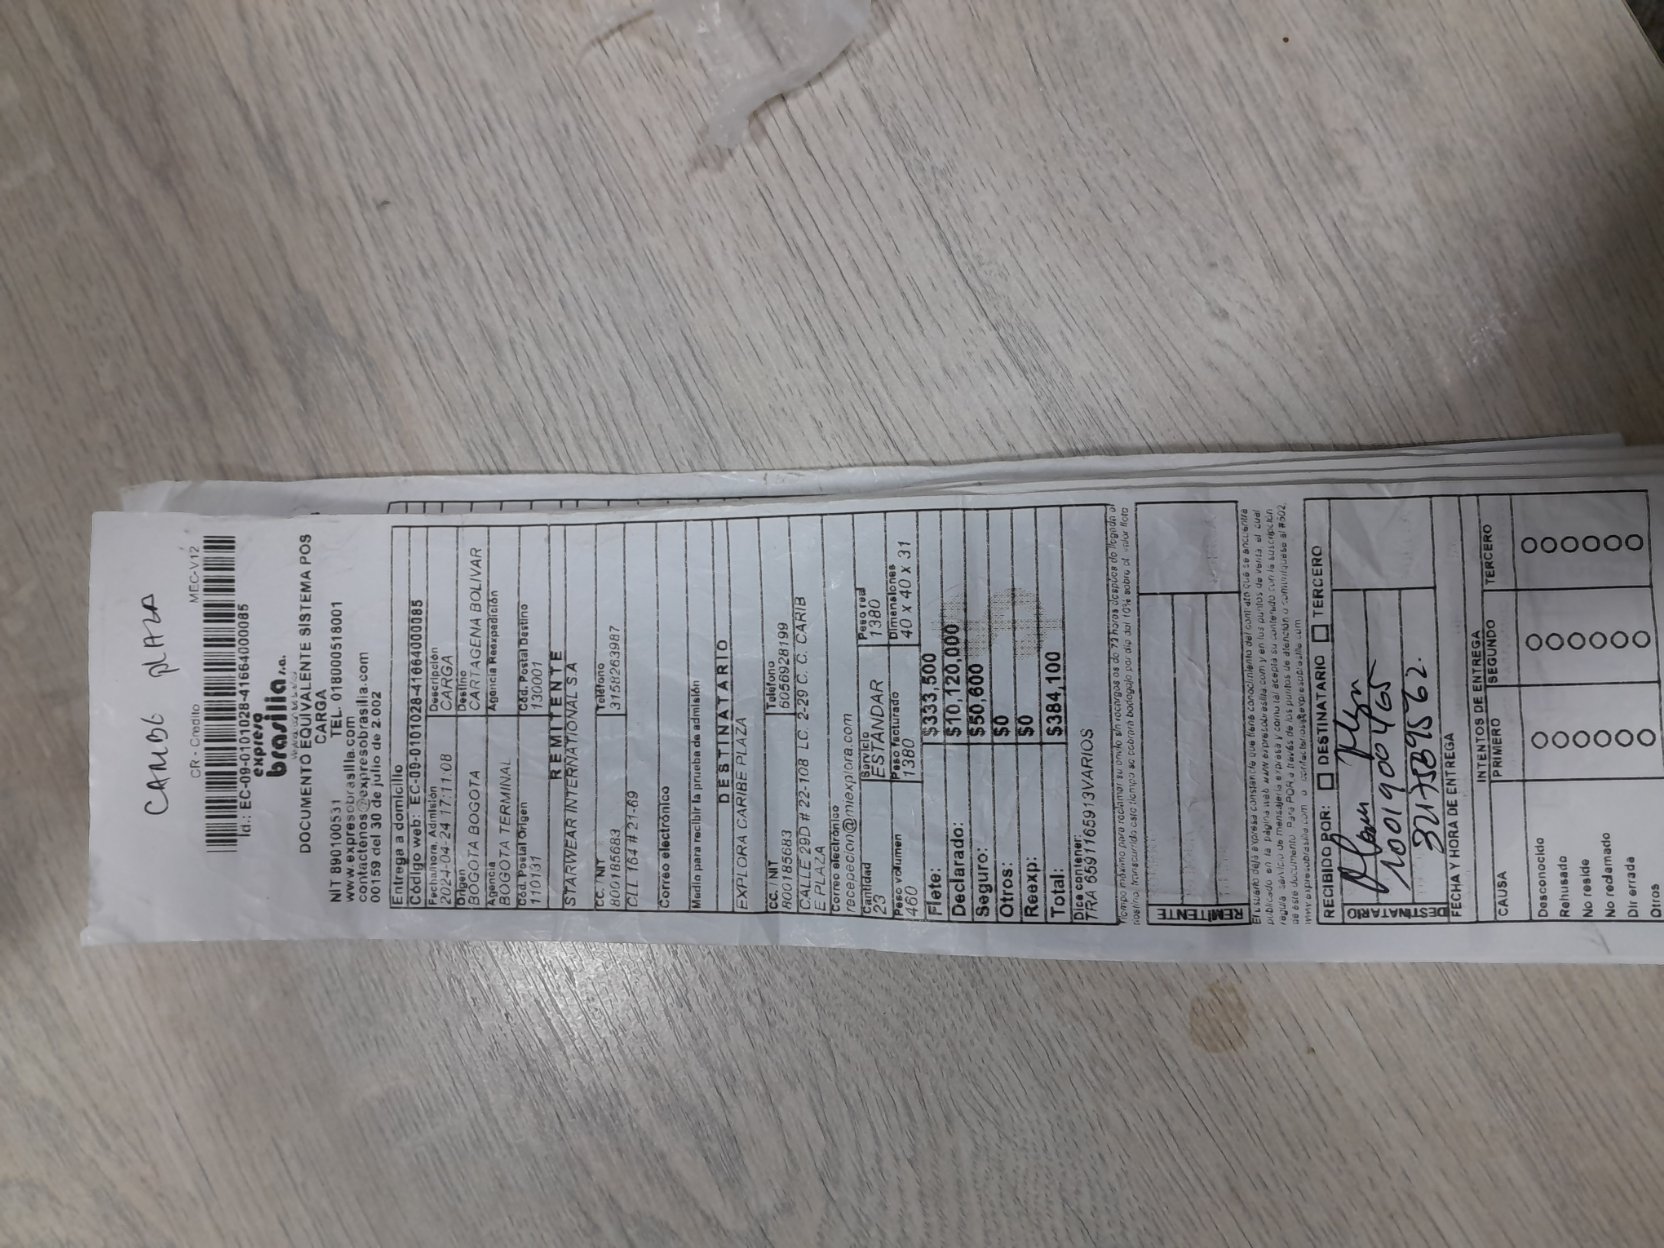 CARIBE PLAZA
CR - Credito MEC-V12
Id.: EC-09-0101028-4166400085
expreso
brasilia s.a.
DOCUMENTO EQUIVALENTE SISTEMA POS
CARGA
NIT 890100531 TEL. 018000518001
www.expresobrasilia.com
contactenos@expresobrasilia.com
00159 del 30 de julio de 2.002
Entrega a domicilio
Código web: EC-09-0101028-4166400085
Fecha/hora. Admisión Descripción
2024-04-24 17:11:08 CARGA
Origen Destino
BOGOTA BOGOTA CARTAGENA BOLIVAR
Agencia Agencia Reexpedición
BOGOTA TERMINAL
Cód. Postal Origen Cód. Postal Destino
110131 130001
REMITENTE
STARWEAR INTERNATIONAL S.A
CC. / NIT Teléfono
800185683 3158263987
CLL 164 # 21-69
Correo electrónico
Medio para recibir la prueba de admisión
DESTINATARIO
EXPLORA CARIBE PLAZA
CC. / NIT Teléfono
800185683 6056928199
CALLE 29D # 22-108 LC. 2-29 C. C. CARIB
E PLAZA
Correo electrónico
recepecion@miexplora.com
Cantidad Servicio Peso real
23 ESTANDAR 1380
Peso volumen Peso facturado Dimensiones
460 1380 40 x 40 x 31
Flete: $333,500
Declarado: $10,120,000
Seguro: $50,600
Otros: $0
Reexp: $0
Total: $384,100
Dice contener:
TRA 8591165913VARIOS
REMITENTE
RECIBIDO POR: DESTINATARIO TERCERO
DESTINATARIO
1001900465
3217589562.
FECHA Y HORA DE ENTREGA
INTENTOS DE ENTREGA
CAUSA PRIMERO SEGUNDO TERCERO
Desconocido
Rehusado
No reside
No reclamado
Dir errada
Otros